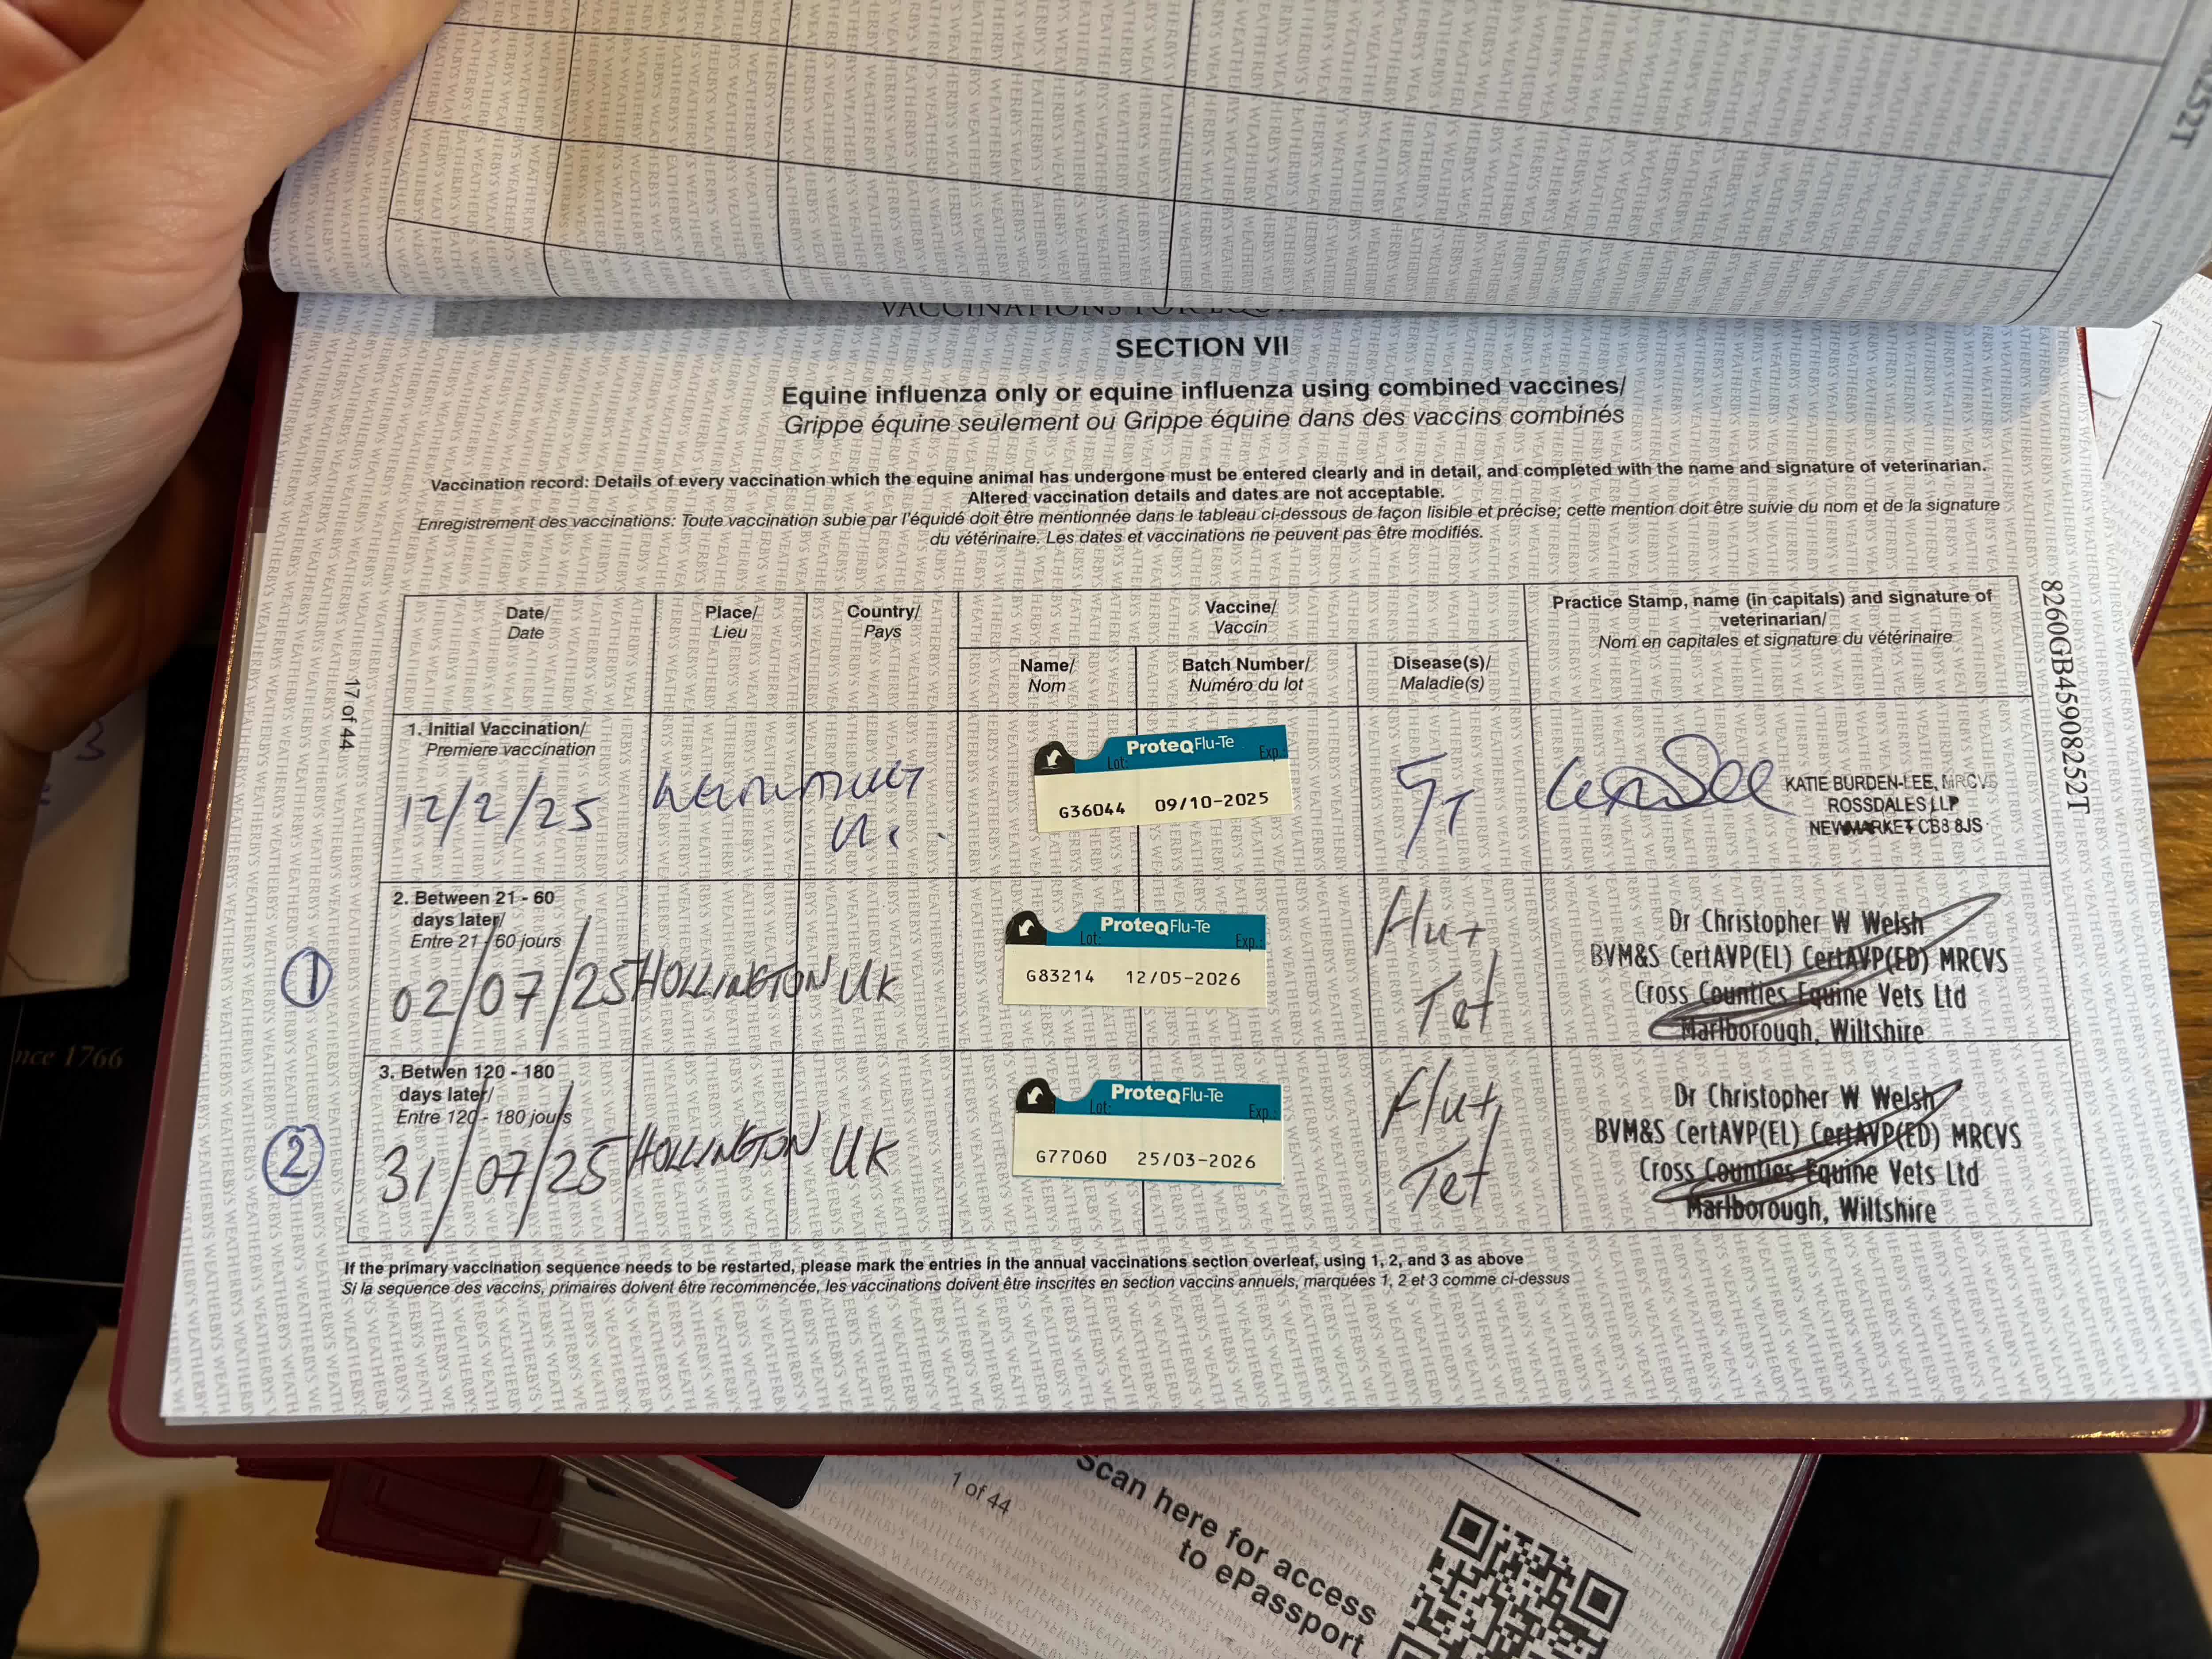 VACCINATIONS FOR EQU
SECTION VII
Equine influenza only or equine influenza using combined vaccines/
Grippe équine seulement ou Grippe équine dans des vaccins combinés
Vaccination record: Details of every vaccination which the equine animal has undergone must be entered clearly and in detail, and completed with the name and signature of veterinarian.
Altered vaccination details and dates are not acceptable.
Enregistrement des vaccinations: Toute vaccination subie par l'équidé doit être mentionnée dans le tableau ci-dessous de façon lisible et précise; cette mention doit être suivie du nom et de la signature
du vétérinaire. Les dates et vaccinations ne peuvent pas être modifiés.
Date/
Date
Place/
Lieu
Country/
Pays
Vaccine/
Vaccin
Name/
Nom
Batch Number/
Numéro du lot
Disease(s)/
Maladie(s)
Practice Stamp, name (in capitals) and signature of
veterinarian/
Nom en capitales et signature du vétérinaire
1. Initial Vaccination/
Premiere vaccination
12/2/25
ProteqFlu-Te
Lot: Exp.:
G36044 09/10-2025
KATIE BURDEN-LEE, MRCVS
ROSSDALES LLP
NEWMARKET CB8 8JS
2. Between 21 - 60
days later/
Entre 21 - 60 jours
1
02/07/25 HOLLINGTON UK
ProteqFlu-Te
Lot: Exp.:
G83214 12/05-2026
Flu +
Tet
Dr Christopher W Welsh
BVM&S CertAVP(EL) CertAVP(ED) MRCVS
Cross Counties Equine Vets Ltd
Marlborough, Wiltshire
3. Betwen 120 - 180
days later/
Entre 120 - 180 jours
2
31/07/25 HOLLINGTON UK
ProteqFlu-Te
Lot: Exp.:
G77060 25/03-2026
Flu +
Tet
Dr Christopher W Welsh
BVM&S CertAVP(EL) CertAVP(ED) MRCVS
Cross Counties Equine Vets Ltd
Marlborough, Wiltshire
If the primary vaccination sequence needs to be restarted, please mark the entries in the annual vaccinations section overleaf, using 1, 2, and 3 as above
Si la sequence des vaccins, primaires doivent être recommencée, les vaccinations doivent être inscrites en section vaccins annuels, marquées 1, 2 et 3 comme ci-dessus
17 of 44
8260GB45908252T
252T
nce 1766
1 of 44
Scan here for access
to ePassport
WEATHERBYS